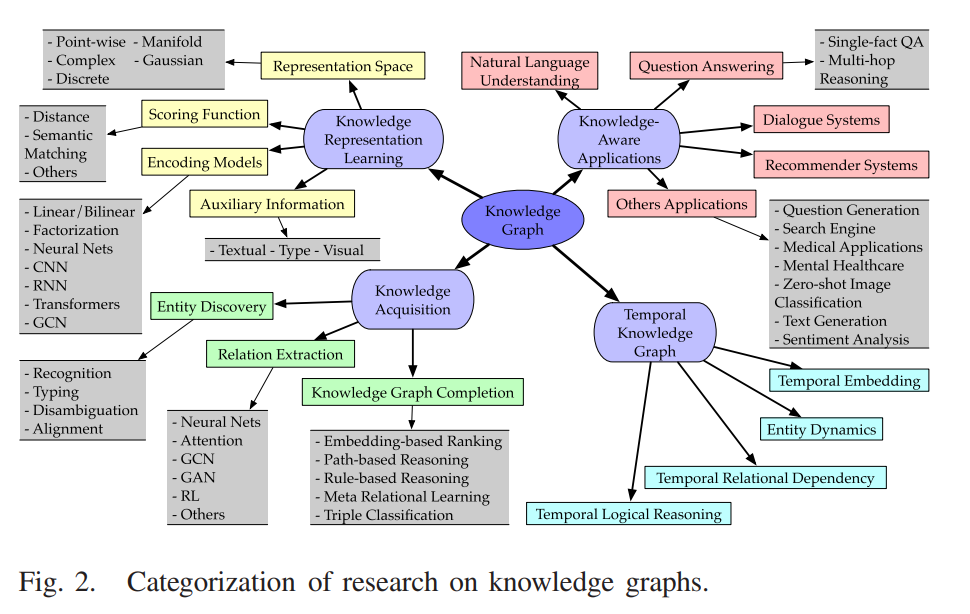 - Point-wise - Manifold
- Complex - Gaussian
- Discrete
Representation Space
Natural Language
Understanding
Question Answering
- Single-fact QA
- Multi-hop
Reasoning
- Distance
- Semantic
Matching
- Others
Scoring Function
Encoding Models
Knowledge
Representation
Learning
Knowledge-
Aware
Applications
Dialogue Systems
Recommender Systems
Auxiliary Information
Knowledge
Graph
Others Applications
- Linear/Bilinear
- Factorization
- Neural Nets
- CNN
- RNN
- Transformers
- GCN
- Textual - Type - Visual
- Question Generation
- Search Engine
- Medical Applications
- Mental Healthcare
- Zero-shot Image
Classification
- Text Generation
- Sentiment Analysis
Entity Discovery
Knowledge
Acquisition
Temporal
Knowledge
Graph
Relation Extraction
Knowledge Graph Completion
- Recognition
- Typing
- Disambiguation
- Alignment
- Neural Nets
- Attention
- GCN
- GAN
- RL
- Others
- Embedding-based Ranking
- Path-based Reasoning
- Rule-based Reasoning
- Meta Relational Learning
- Triple Classification
Temporal Embedding
Entity Dynamics
Temporal Relational Dependency
Temporal Logical Reasoning
Fig. 2. Categorization of research on knowledge graphs.